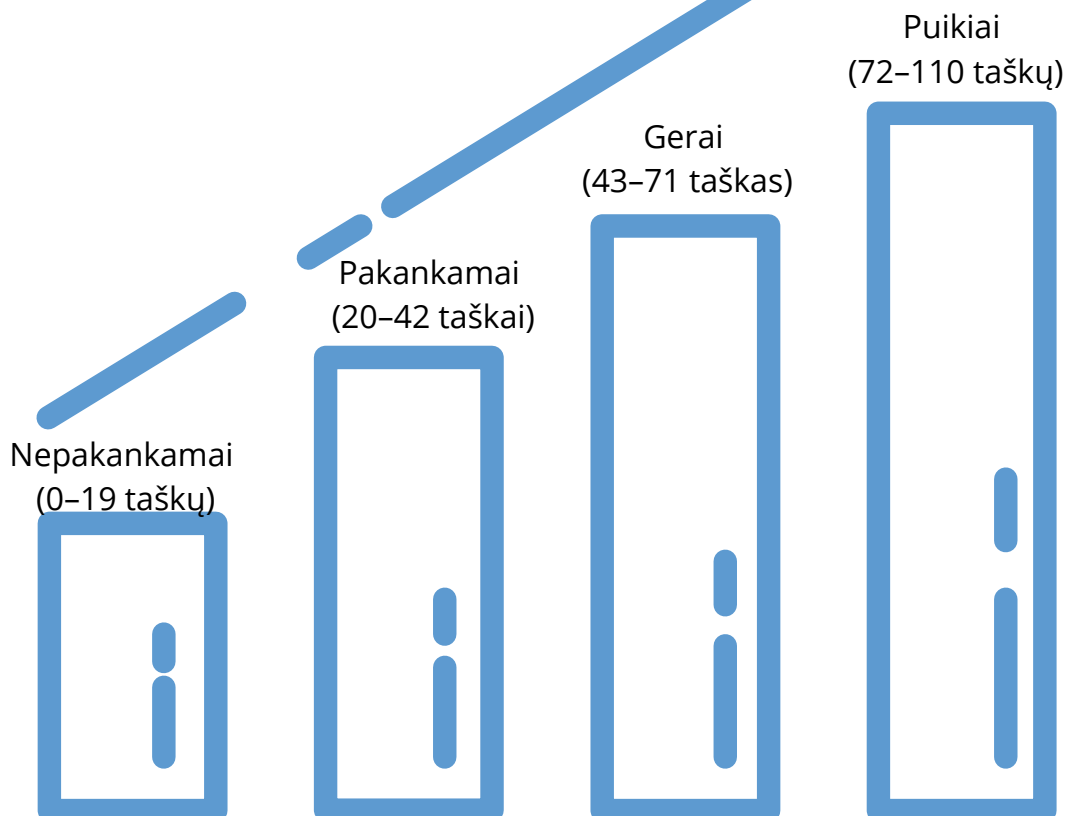 Puikiai
(72–110 taškų)
Gerai
(43–71 taškas)
Pakankamai
(20–42 taškai)
Nepakankamai
(0–19 taškų)